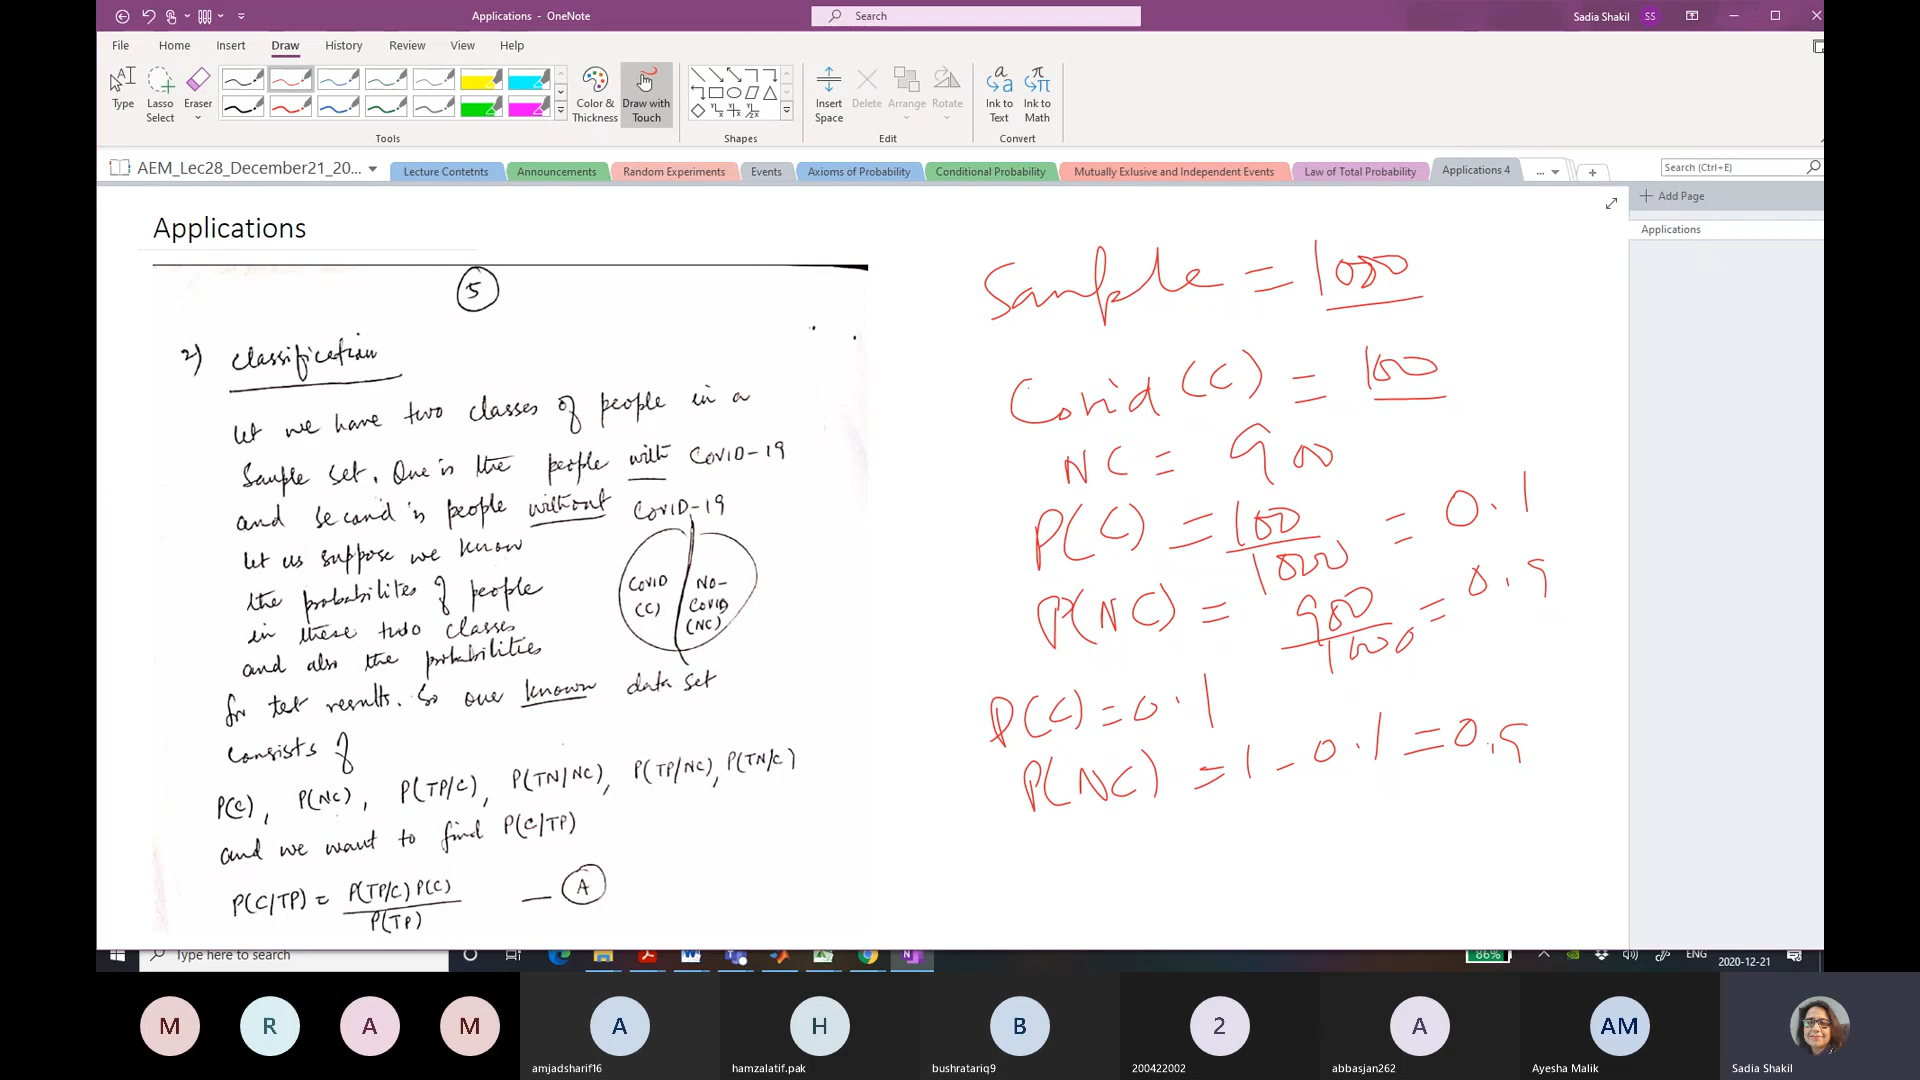 Applications - OneNote
Search
Sadia Shakil
SS
File Home Insert Draw History Review View Help
Type
Lasso Select
Eraser
Color & Thickness
Draw with Touch
Insert Space
Delete
Arrange
Rotate
Ink to Text
Ink to Math
Tools
Shapes
Edit
Convert
AEM_Lec28_December21_20...
Lecture Contetnts
Announcements
Random Experiments
Events
Axioms of Probability
Conditional Probability
Mutually Exlusive and Independent Events
Law of Total Probability
Applications 4
...
Search (Ctrl+E)
Add Page
Applications
Applications
5
2) Classification
Let we have two classes of people in a
Sample set. One is the people with COVID-19
and second is people without COVID-19
Let us suppose we know
the probabilites of people
in these two classes
and also the probabilities
for test results. So our known data set
consists of
P(C), P(NC), P(TP/C), P(TN/NC), P(TP/NC), P(TN/C)
and we want to find P(C/TP)
P(C/TP) = P(TP/C) P(C)
P(TP)
— A
COVID (C)
NO-COVID (NC)
Sample = 1000
Covid (C) = 100
NC = 900
P(C) = 100/1000 = 0.1
P(NC) = 900/1000 = 0.9
P(C) = 0.1
P(NC) = 1 - 0.1 = 0.9
Type here to search
86%
ENG
2020-12-21
M
R
A
M
A
H
B
2
A
AM
amjadsharif16
hamzalatif.pak
bushratariq9
200422002
abbasjan262
Ayesha Malik
Sadia Shakil